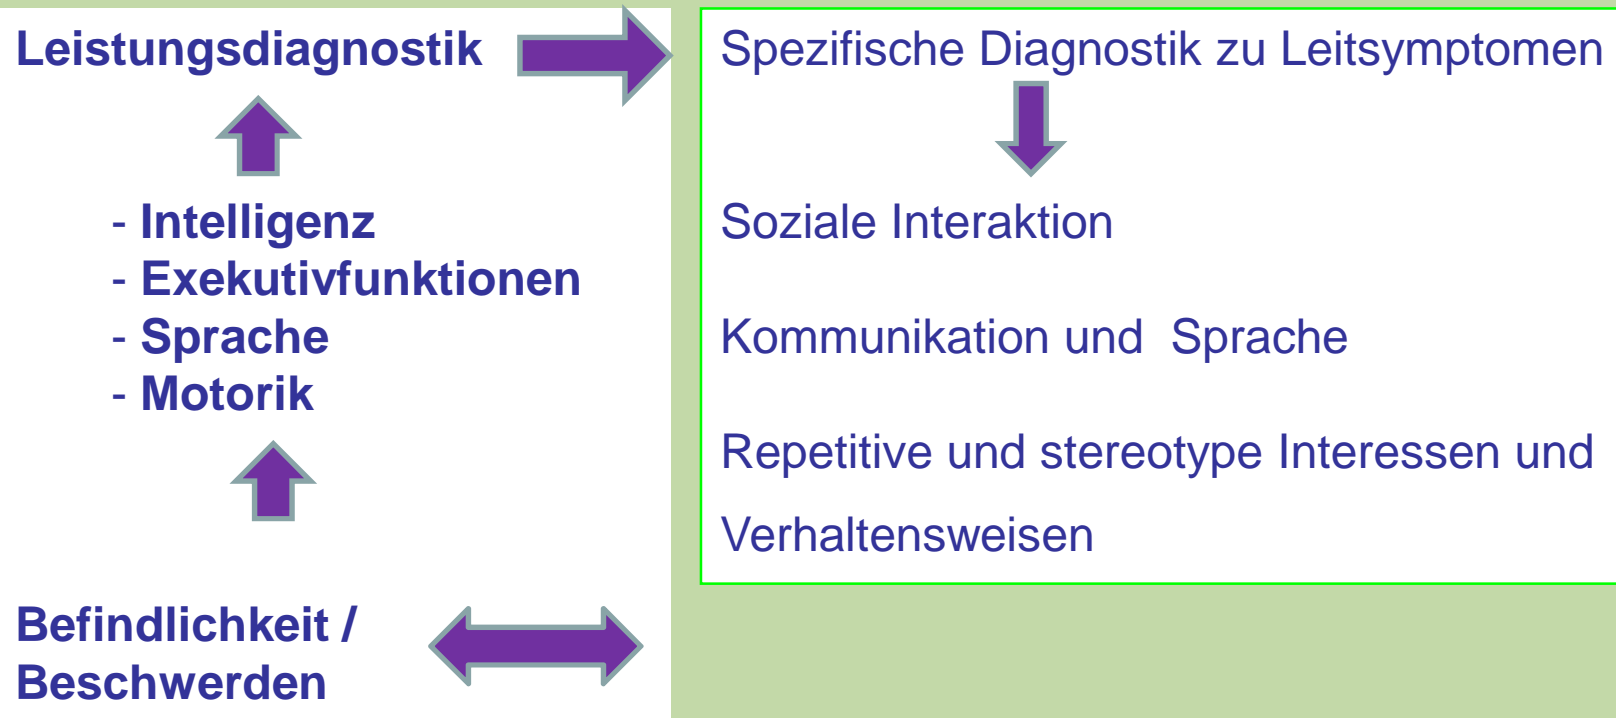 Leistungsdiagnostik
- Intelligenz
- Exekutivfunktionen
- Sprache
- Motorik
Befindlichkeit /
Beschwerden
Spezifische Diagnostik zu Leitsymptomen
Soziale Interaktion
Kommunikation und  Sprache
Repetitive und stereotype Interessen und
Verhaltensweisen